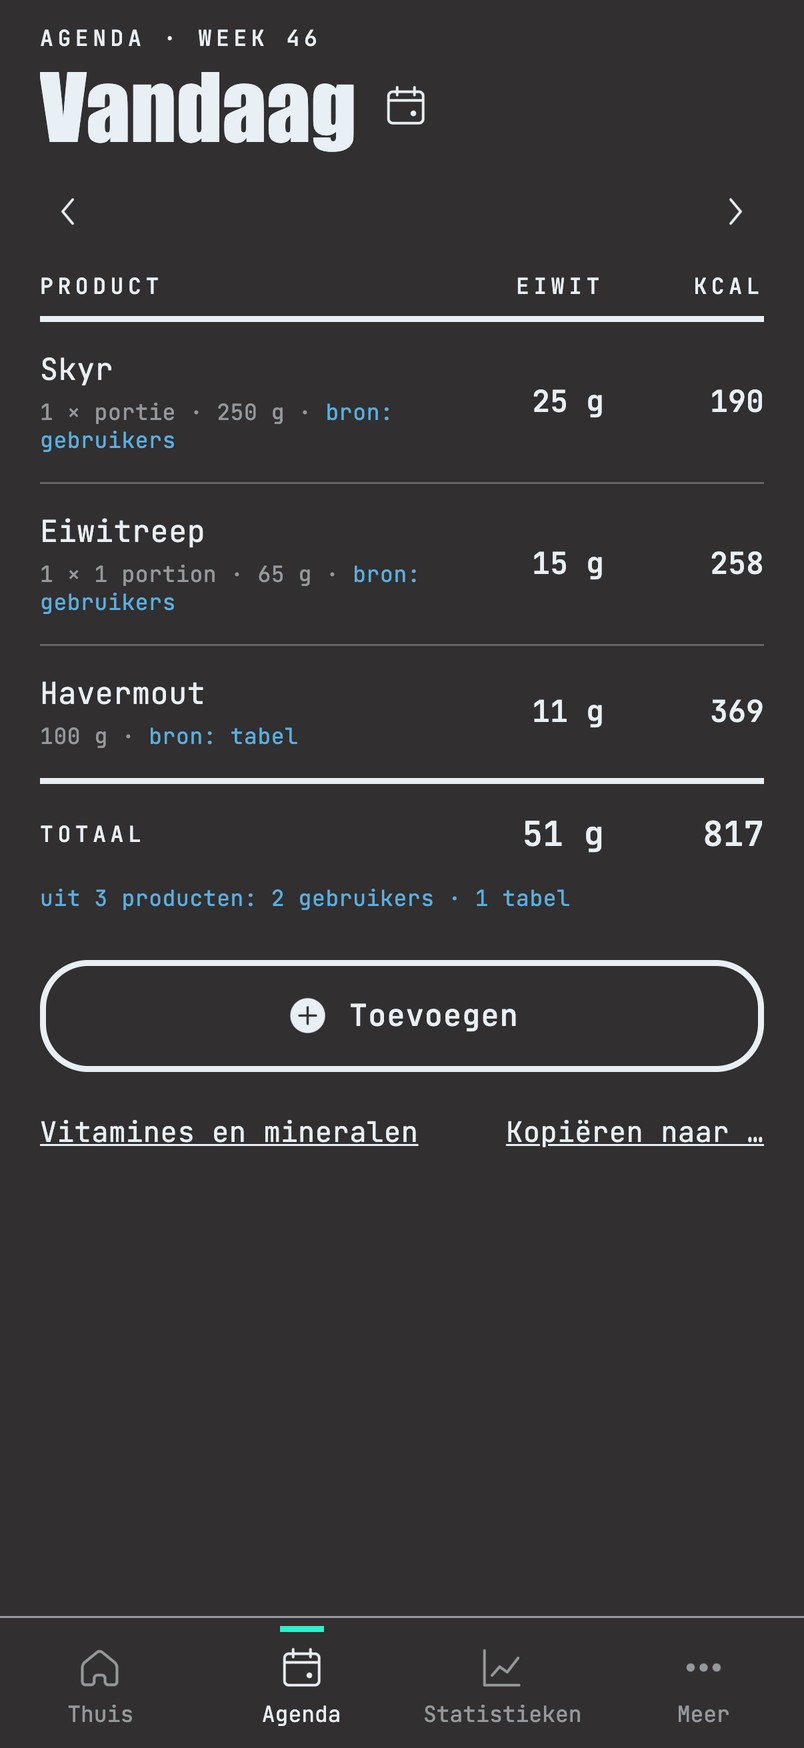 AGENDA · WEEK 46
Vandaag
PRODUCT EIWIT KCAL
Skyr
1 × portie · 250 g · bron:
gebruikers
25 g 190
Eiwitreep
1 × 1 portion · 65 g · bron:
gebruikers
15 g 258
Havermout
100 g · bron: tabel
11 g 369
TOTAAL 51 g 817
uit 3 producten: 2 gebruikers · 1 tabel
Toevoegen
Vitamines en mineralen Kopiëren naar …
Thuis Agenda Statistieken Meer